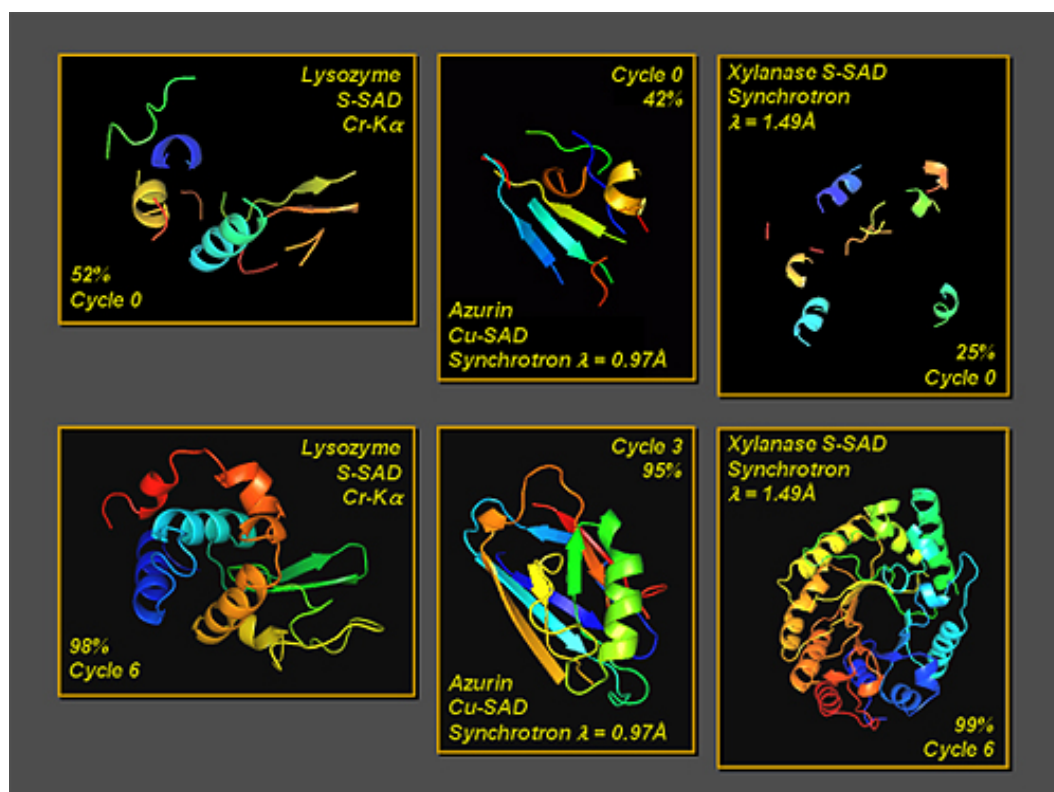 Lysozyme
S-SAD
Cr-Kα
52%
Cycle 0
Cycle 0
42%
Azurin
Cu-SAD
Synchrotron λ = 0.97Å
Xylanase S-SAD
Synchrotron
λ = 1.49Å
25%
Cycle 0
Lysozyme
S-SAD
Cr-Kα
98%
Cycle 6
Cycle 3
95%
Azurin
Cu-SAD
Synchrotron λ = 0.97Å
Xylanase S-SAD
Synchrotron
λ = 1.49Å
99%
Cycle 6